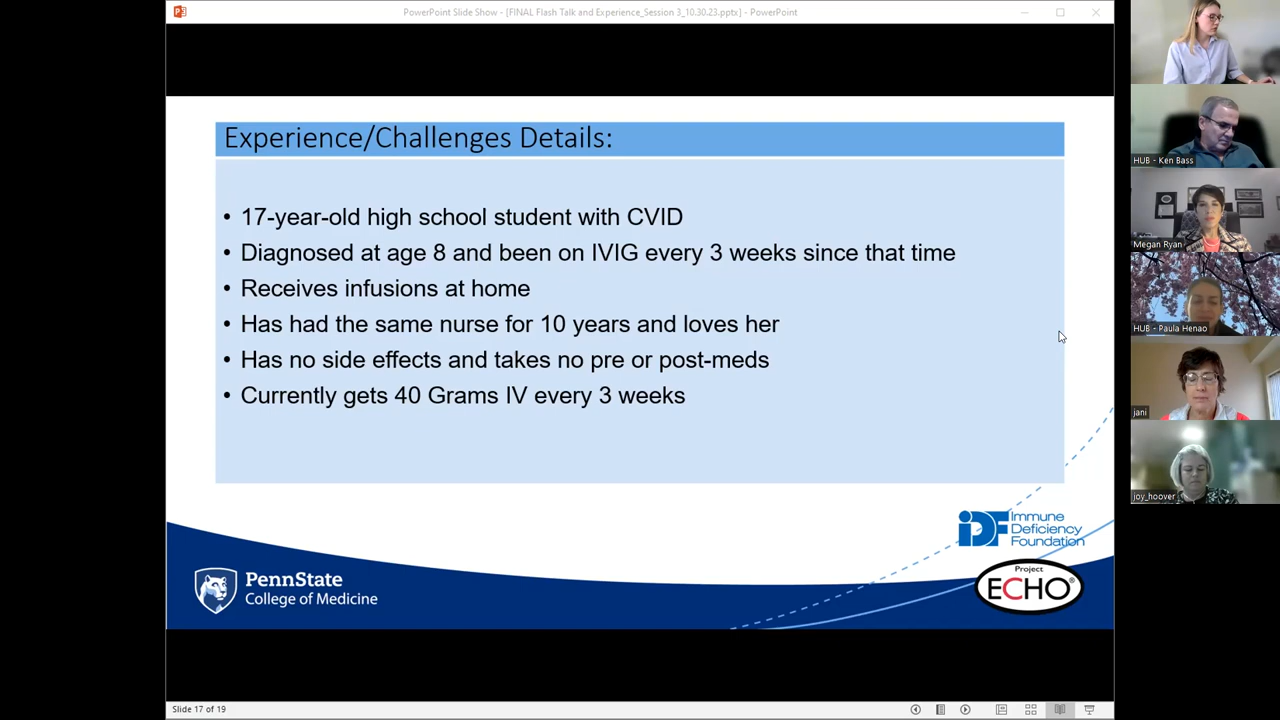 PowerPoint Slide Show - [FINAL Flash Talk and Experience_Session 3_10.30.23.pptx] - PowerPoint
Experience/Challenges Details:
• 17-year-old high school student with CVID
• Diagnosed at age 8 and been on IVIG every 3 weeks since that time
• Receives infusions at home
• Has had the same nurse for 10 years and loves her
• Has no side effects and takes no pre or post-meds
• Currently gets 40 Grams IV every 3 weeks
iDF Immune
Deficiency
Foundation
PennState
College of Medicine
Project
ECHO®
Slide 17 of 19
HUB - Ken Bass
Megan Ryan
HUB - Paula Henao
jani
joy_hoover